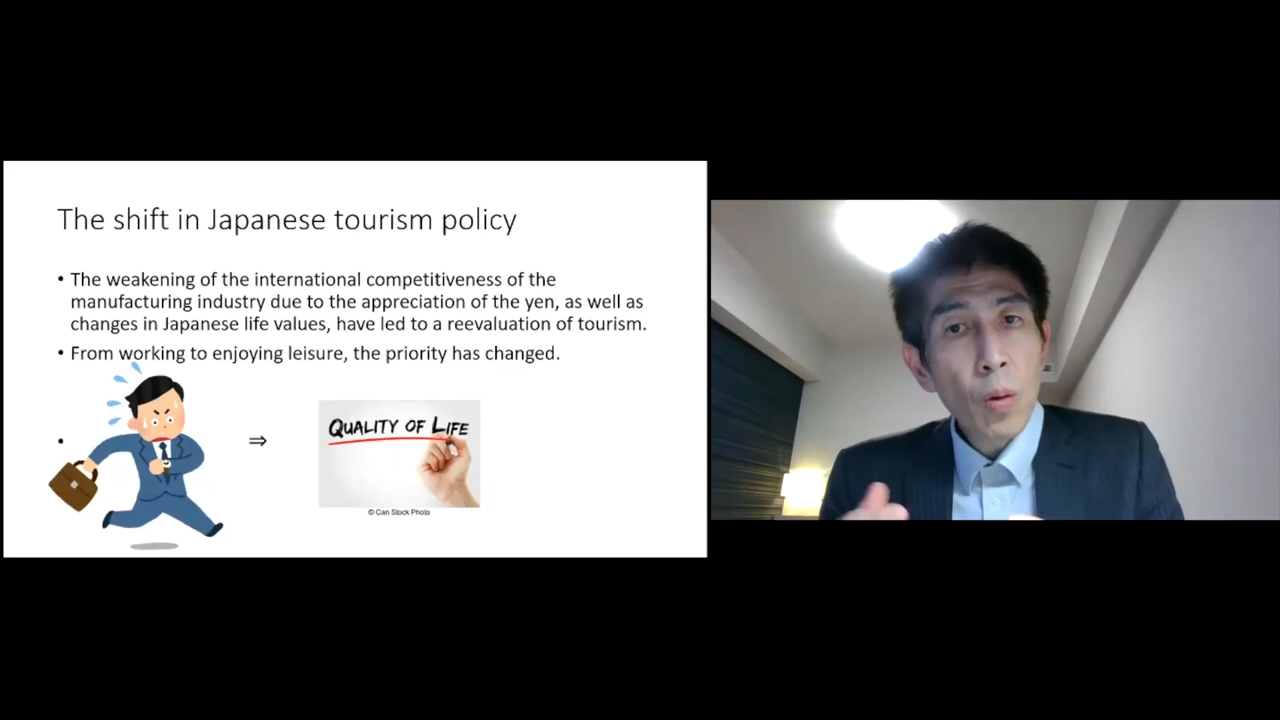 The shift in Japanese tourism policy
• The weakening of the international competitiveness of the
manufacturing industry due to the appreciation of the yen, as well as
changes in Japanese life values, have led to a reevaluation of tourism.
• From working to enjoying leisure, the priority has changed.
• ⇒
QUALITY OF LIFE
© Can Stock Photo